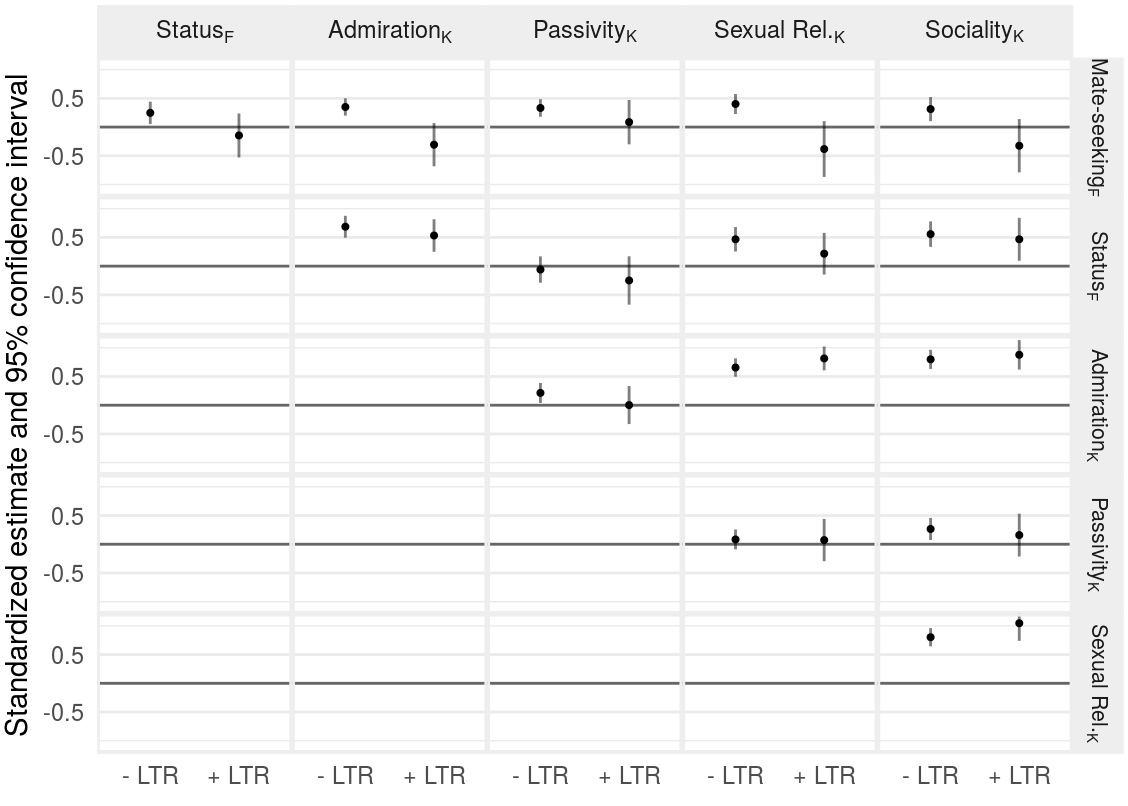 Status_F Admiration_K Passivity_K Sexual Rel._K Sociality_K
Standardized estimate and 95% confidence interval
0.5
-0.5
Mate-seeking_F
0.5
-0.5
Status_F
0.5
-0.5
Admiration_K
0.5
-0.5
Passivity_K
0.5
-0.5
Sexual Rel._K
- LTR + LTR - LTR + LTR - LTR + LTR - LTR + LTR - LTR + LTR